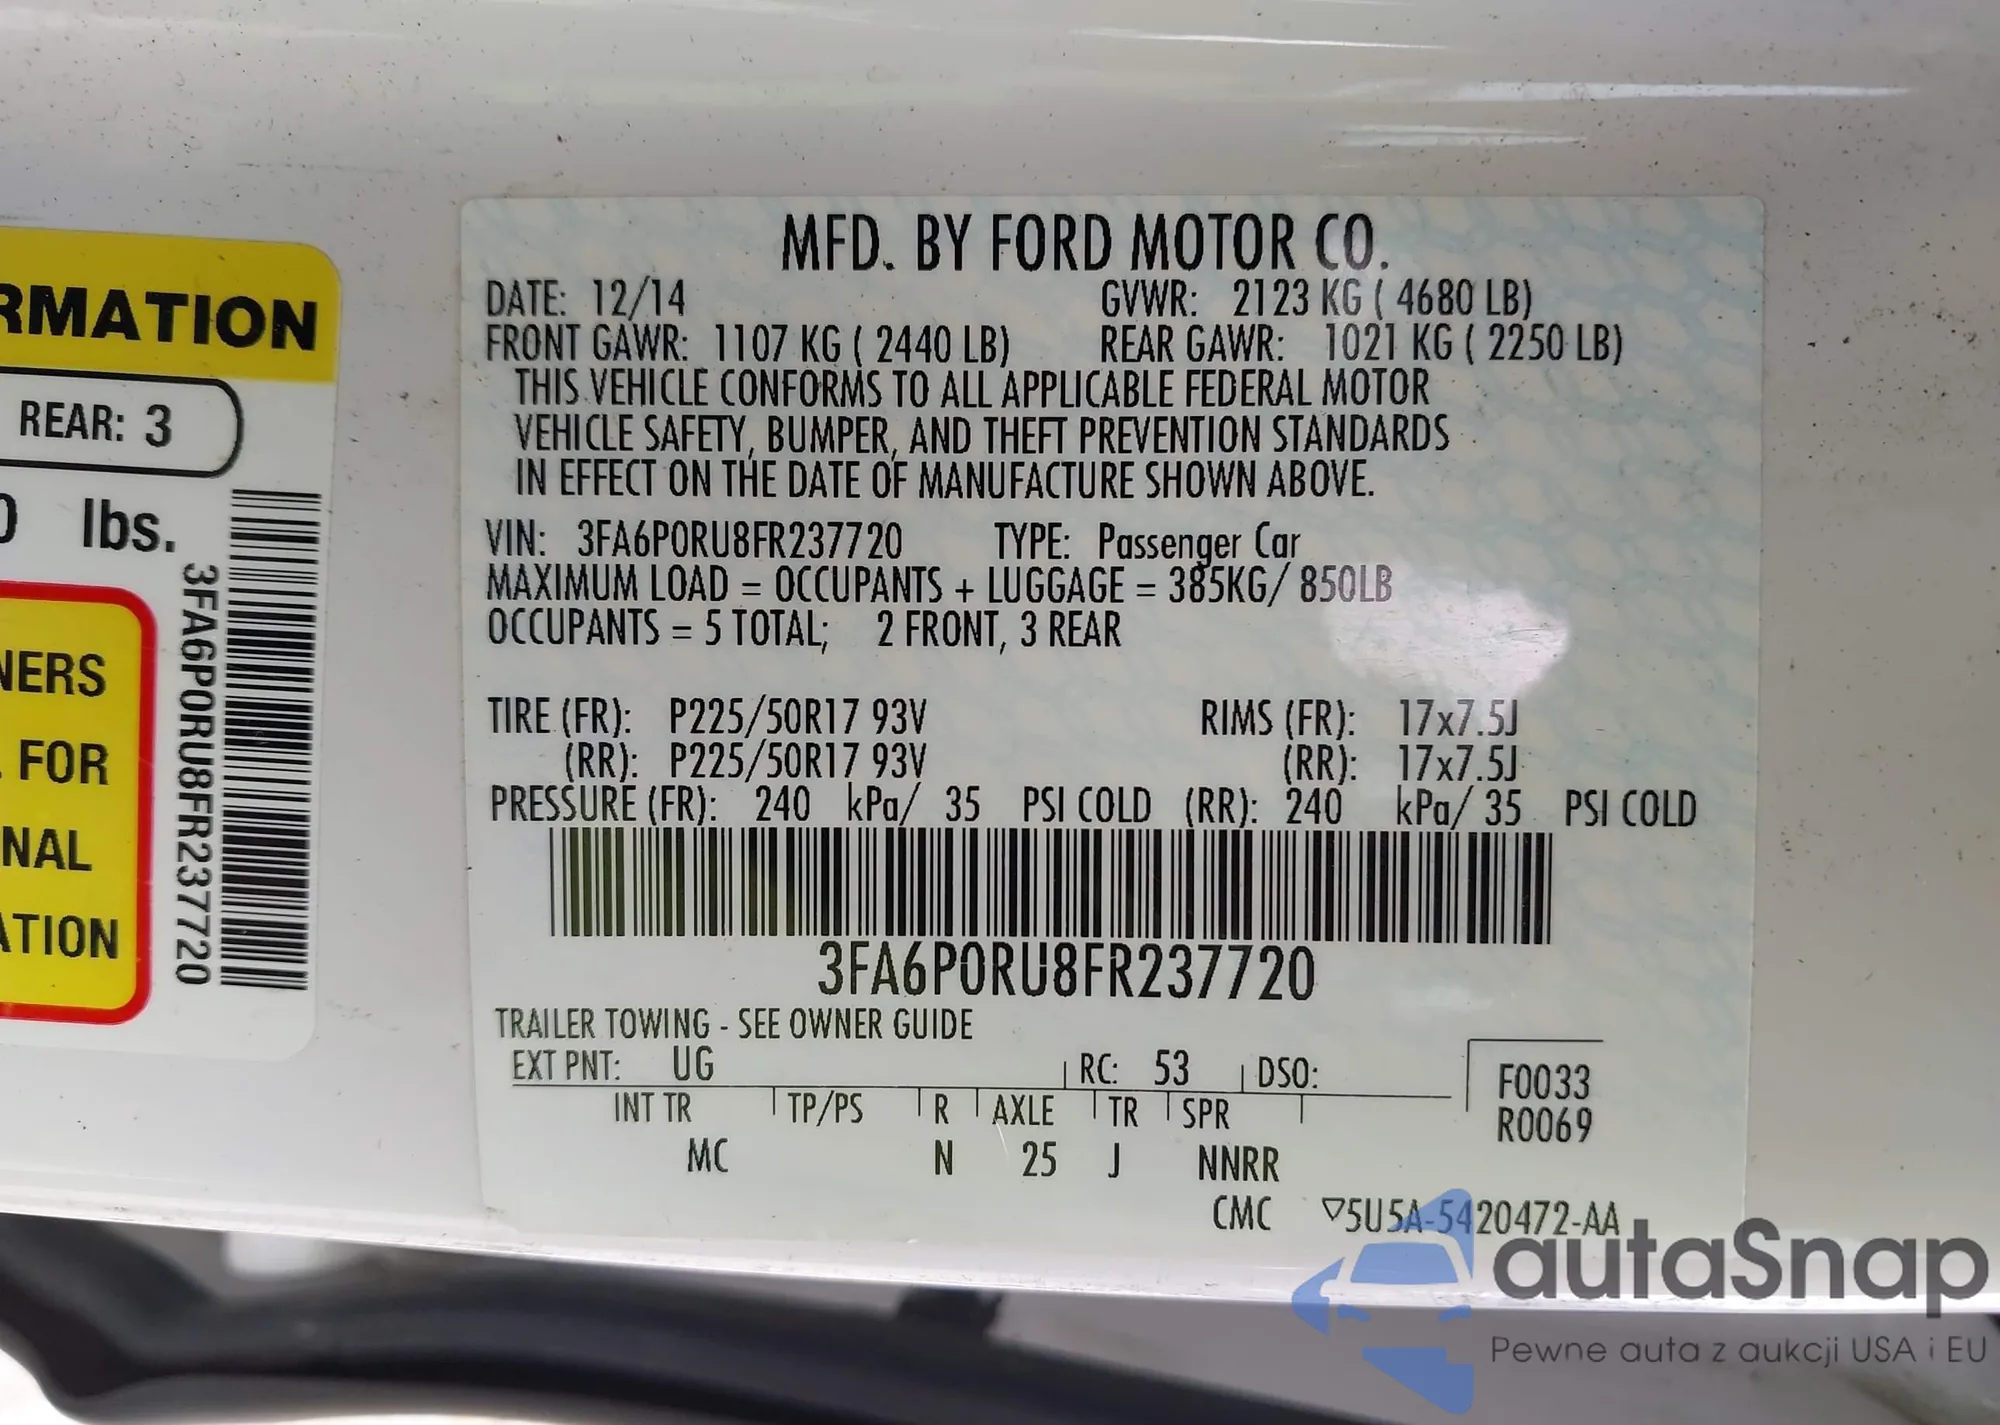 RMATION
REAR: 3
0 lbs.
NERS
FOR
NAL
ATION
3FA6P0RU8FR237720
MFD. BY FORD MOTOR CO.
DATE: 12/14 GVWR: 2123 KG ( 4680 LB)
FRONT GAWR: 1107 KG ( 2440 LB) REAR GAWR: 1021 KG ( 2250 LB)
THIS VEHICLE CONFORMS TO ALL APPLICABLE FEDERAL MOTOR
VEHICLE SAFETY, BUMPER, AND THEFT PREVENTION STANDARDS
IN EFFECT ON THE DATE OF MANUFACTURE SHOWN ABOVE.
VIN: 3FA6P0RU8FR237720 TYPE: Passenger Car
MAXIMUM LOAD = OCCUPANTS + LUGGAGE = 385KG/ 850LB
OCCUPANTS = 5 TOTAL; 2 FRONT, 3 REAR
TIRE (FR): P225/50R17 93V RIMS (FR): 17x7.5J
(RR): P225/50R17 93V (RR): 17x7.5J
PRESSURE (FR): 240 kPa/ 35 PSI COLD (RR): 240 kPa/ 35 PSI COLD
3FA6P0RU8FR237720
TRAILER TOWING - SEE OWNER GUIDE
EXT PNT: UG RC: 53 DSO:
INT TR TP/PS R AXLE TR SPR
MC N 25 J NNRR
F0033
R0069
CMC ▽5U5A-5420472-AA
autaSnap
Pewne auta z aukcji USA i EU